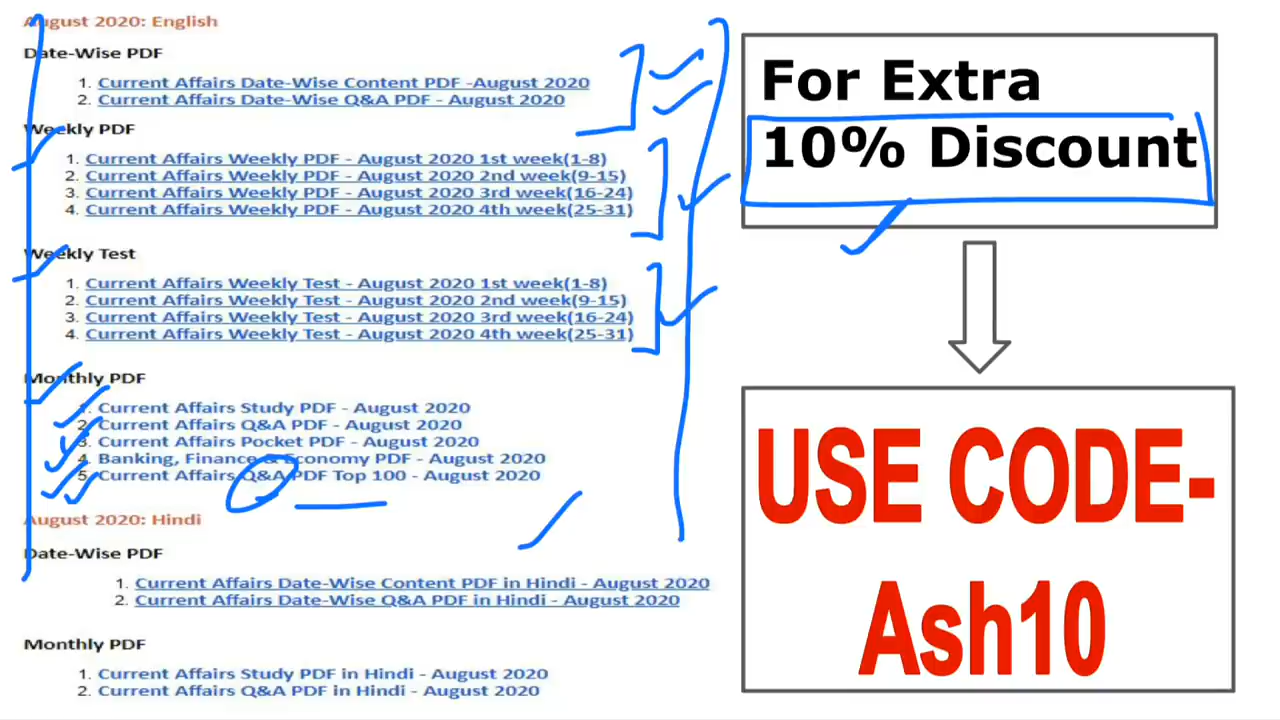 August 2020: English
Date-Wise PDF
1. Current Affairs Date-Wise Content PDF -August 2020
2. Current Affairs Date-Wise Q&A PDF - August 2020
Weekly PDF
1. Current Affairs Weekly PDF - August 2020 1st week(1-8)
2. Current Affairs Weekly PDF - August 2020 2nd week(9-15)
3. Current Affairs Weekly PDF - August 2020 3rd week(16-24)
4. Current Affairs Weekly PDF - August 2020 4th week(25-31)
Weekly Test
1. Current Affairs Weekly Test - August 2020 1st week(1-8)
2. Current Affairs Weekly Test - August 2020 2nd week(9-15)
3. Current Affairs Weekly Test - August 2020 3rd week(16-24)
4. Current Affairs Weekly Test - August 2020 4th week(25-31)
Monthly PDF
1. Current Affairs Study PDF - August 2020
2. Current Affairs Q&A PDF - August 2020
3. Current Affairs Pocket PDF - August 2020
4. Banking, Finance & Economy PDF - August 2020
5. Current Affairs Q&A PDF Top 100 - August 2020
August 2020: Hindi
Date-Wise PDF
1. Current Affairs Date-Wise Content PDF in Hindi - August 2020
2. Current Affairs Date-Wise Q&A PDF in Hindi - August 2020
Monthly PDF
1. Current Affairs Study PDF in Hindi - August 2020
2. Current Affairs Q&A PDF in Hindi - August 2020
For Extra
10% Discount
USE CODE-
Ash10